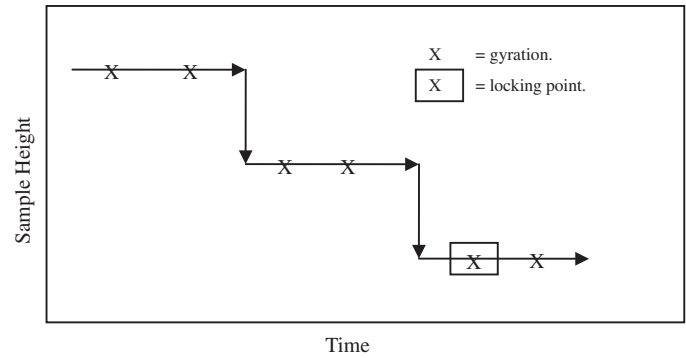 X = gyration.
X = locking point.
X X
X X
X X
Sample Height
Time